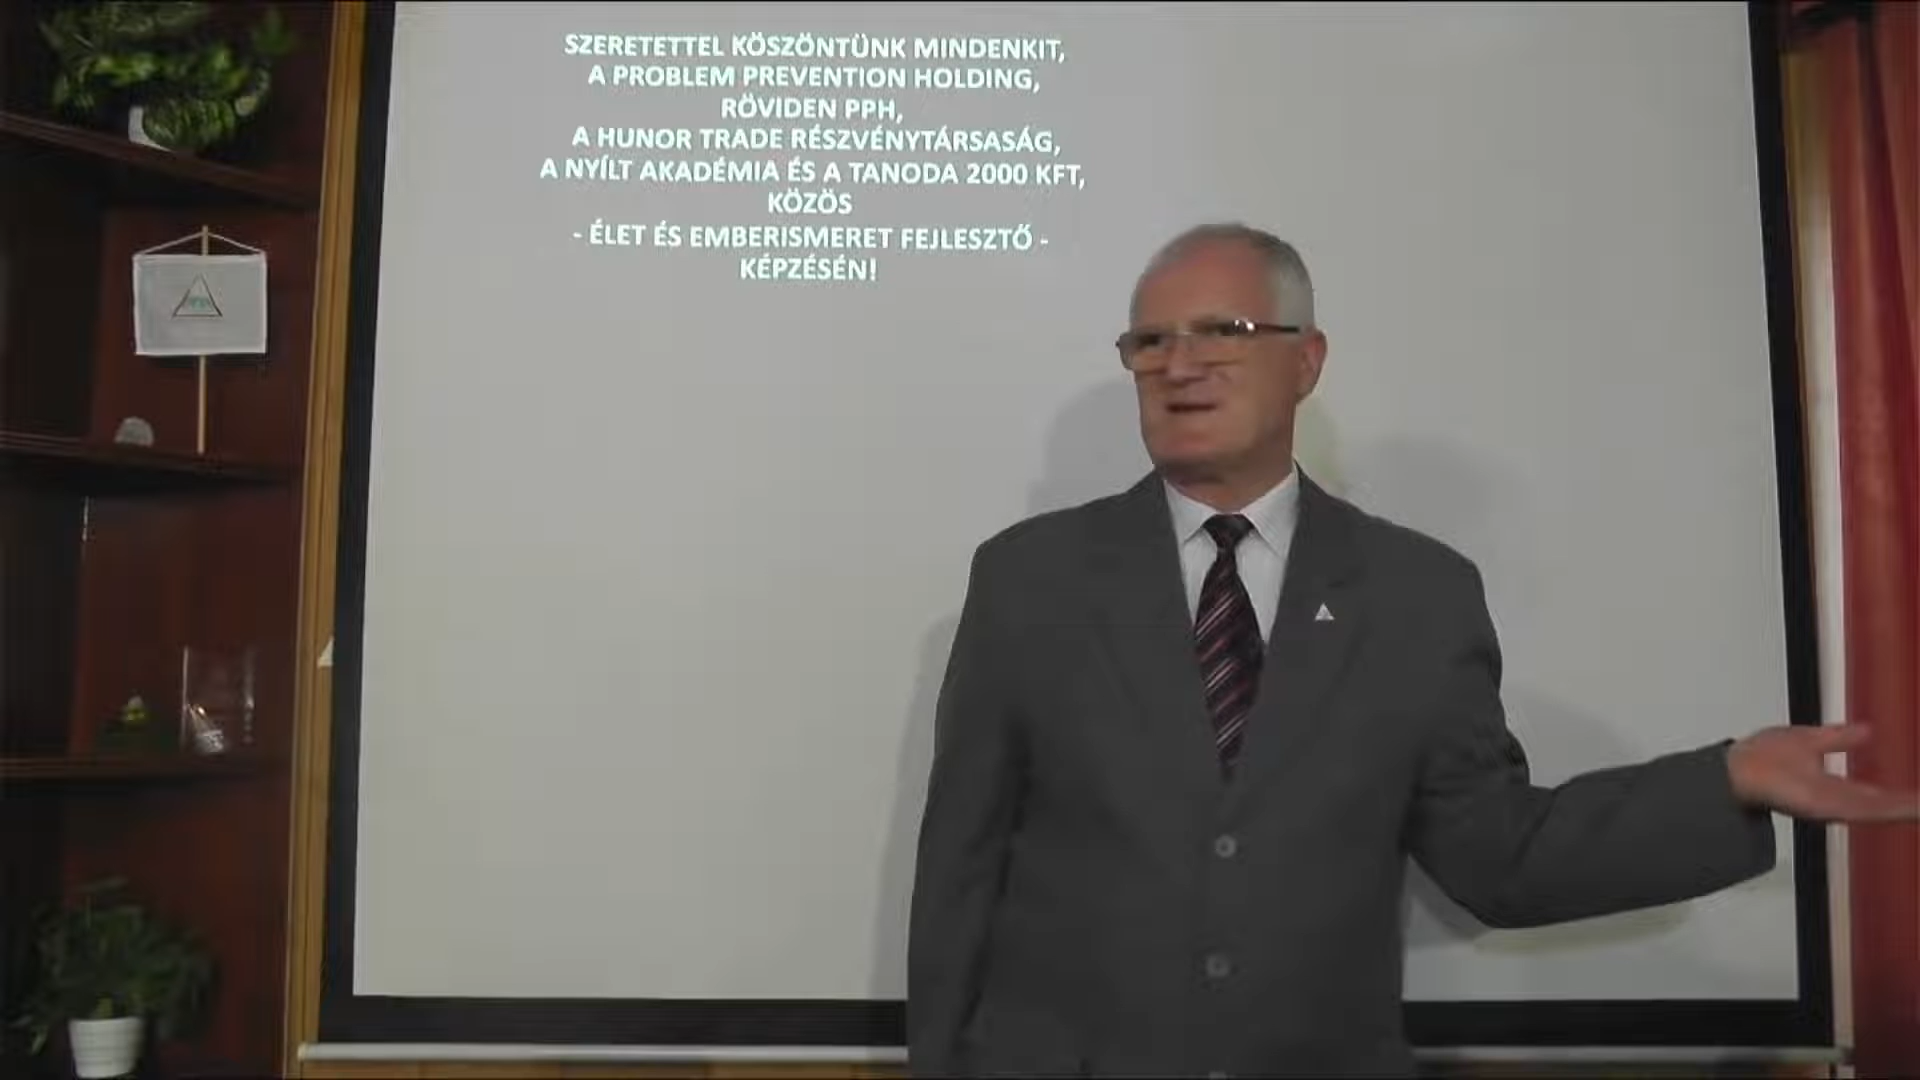 SZERETETTEL KÖSZÖNTÜNK MINDENKIT,
A PROBLEM PREVENTION HOLDING,
RÖVIDEN PPH,
A HUNOR TRADE RÉSZVÉNYTÁRSASÁG,
A NYÍLT AKADÉMIA ÉS A TANODA 2000 KFT,
KÖZÖS
- ÉLET ÉS EMBERISMERET FEJLESZTŐ -
KÉPZÉSÉN!